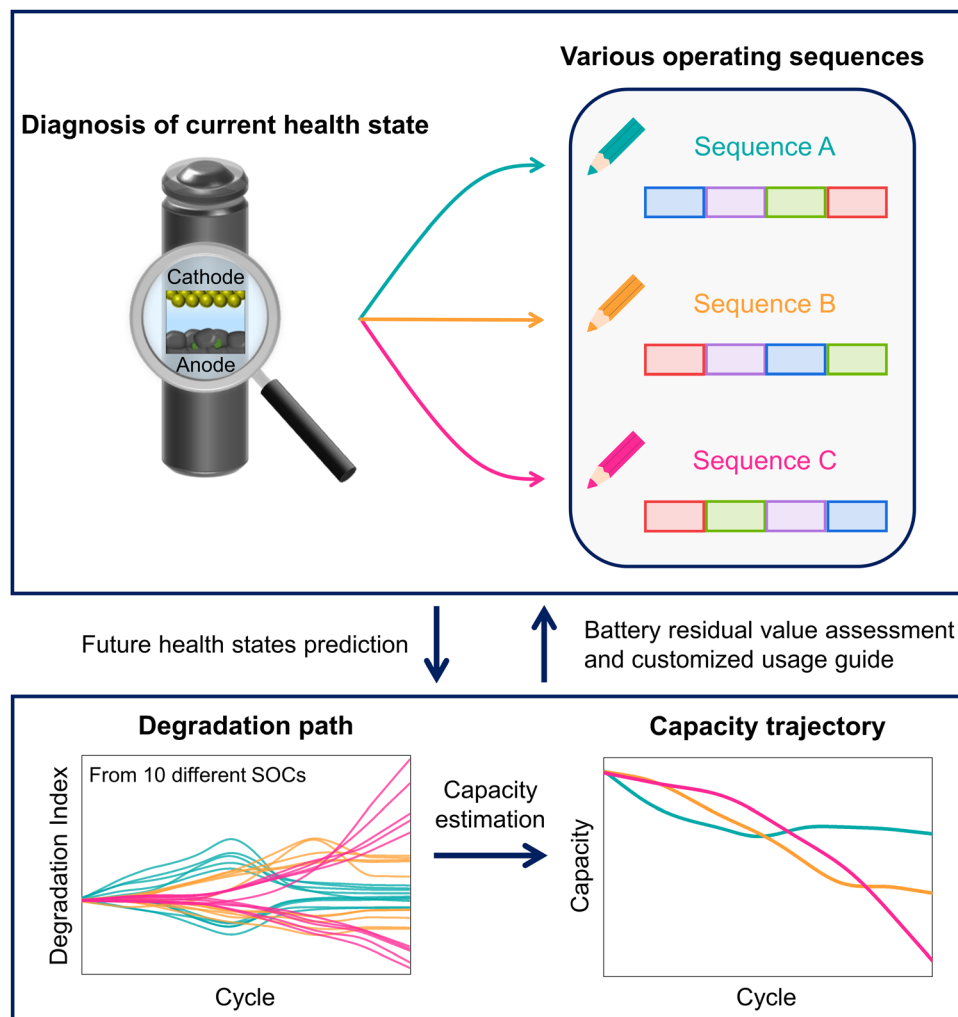 Various operating sequences
Diagnosis of current health state
Sequence A
Cathode
Anode
Sequence B
Sequence C
Future health states prediction
Battery residual value assessment
and customized usage guide
Degradation path
Capacity trajectory
From 10 different SOCs
Degradation Index
Cycle
Capacity
estimation
Capacity
Cycle